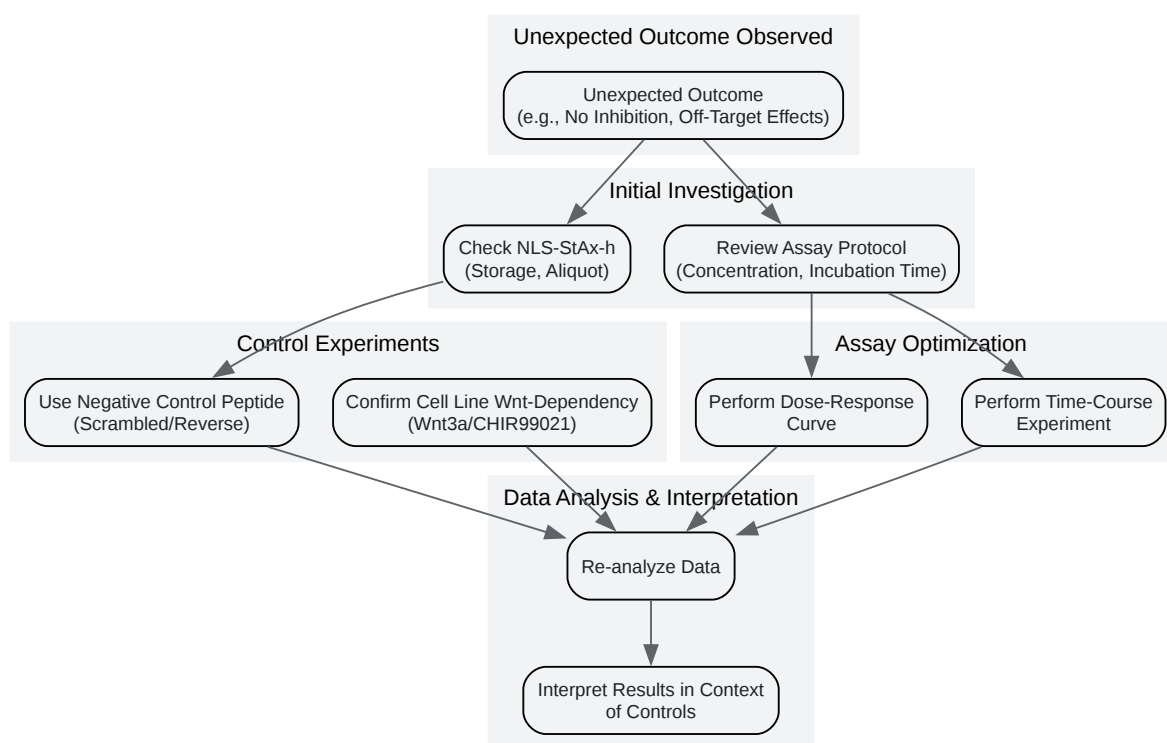 Unexpected Outcome Observed
Unexpected Outcome
(e.g., No Inhibition, Off-Target Effects)
Initial Investigation
Check NLS-StAx-h
(Storage, Aliquot)
Review Assay Protocol
(Concentration, Incubation Time)
Control Experiments
Use Negative Control Peptide
(Scrambled/Reverse)
Confirm Cell Line Wnt-Dependency
(Wnt3a/CHIR99021)
Assay Optimization
Perform Dose-Response
Curve
Perform Time-Course
Experiment
Data Analysis & Interpretation
Re-analyze Data
Interpret Results in Context
of Controls